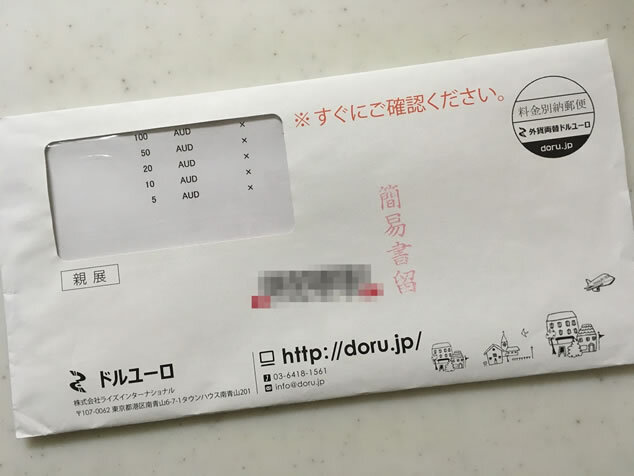 ※すぐにご確認ください。
料金別納郵便
外貨両替ドルユーロ
doru.jp
100 AUD ×
50 AUD ×
20 AUD ×
10 AUD ×
5 AUD ×
簡易書留
親展
ドルユーロ
株式会社ライズインターナショナル
〒107-0062 東京都港区南青山6-7-1タウンハウス南青山201
http://doru.jp/
03-6418-1561
info@doru.jp